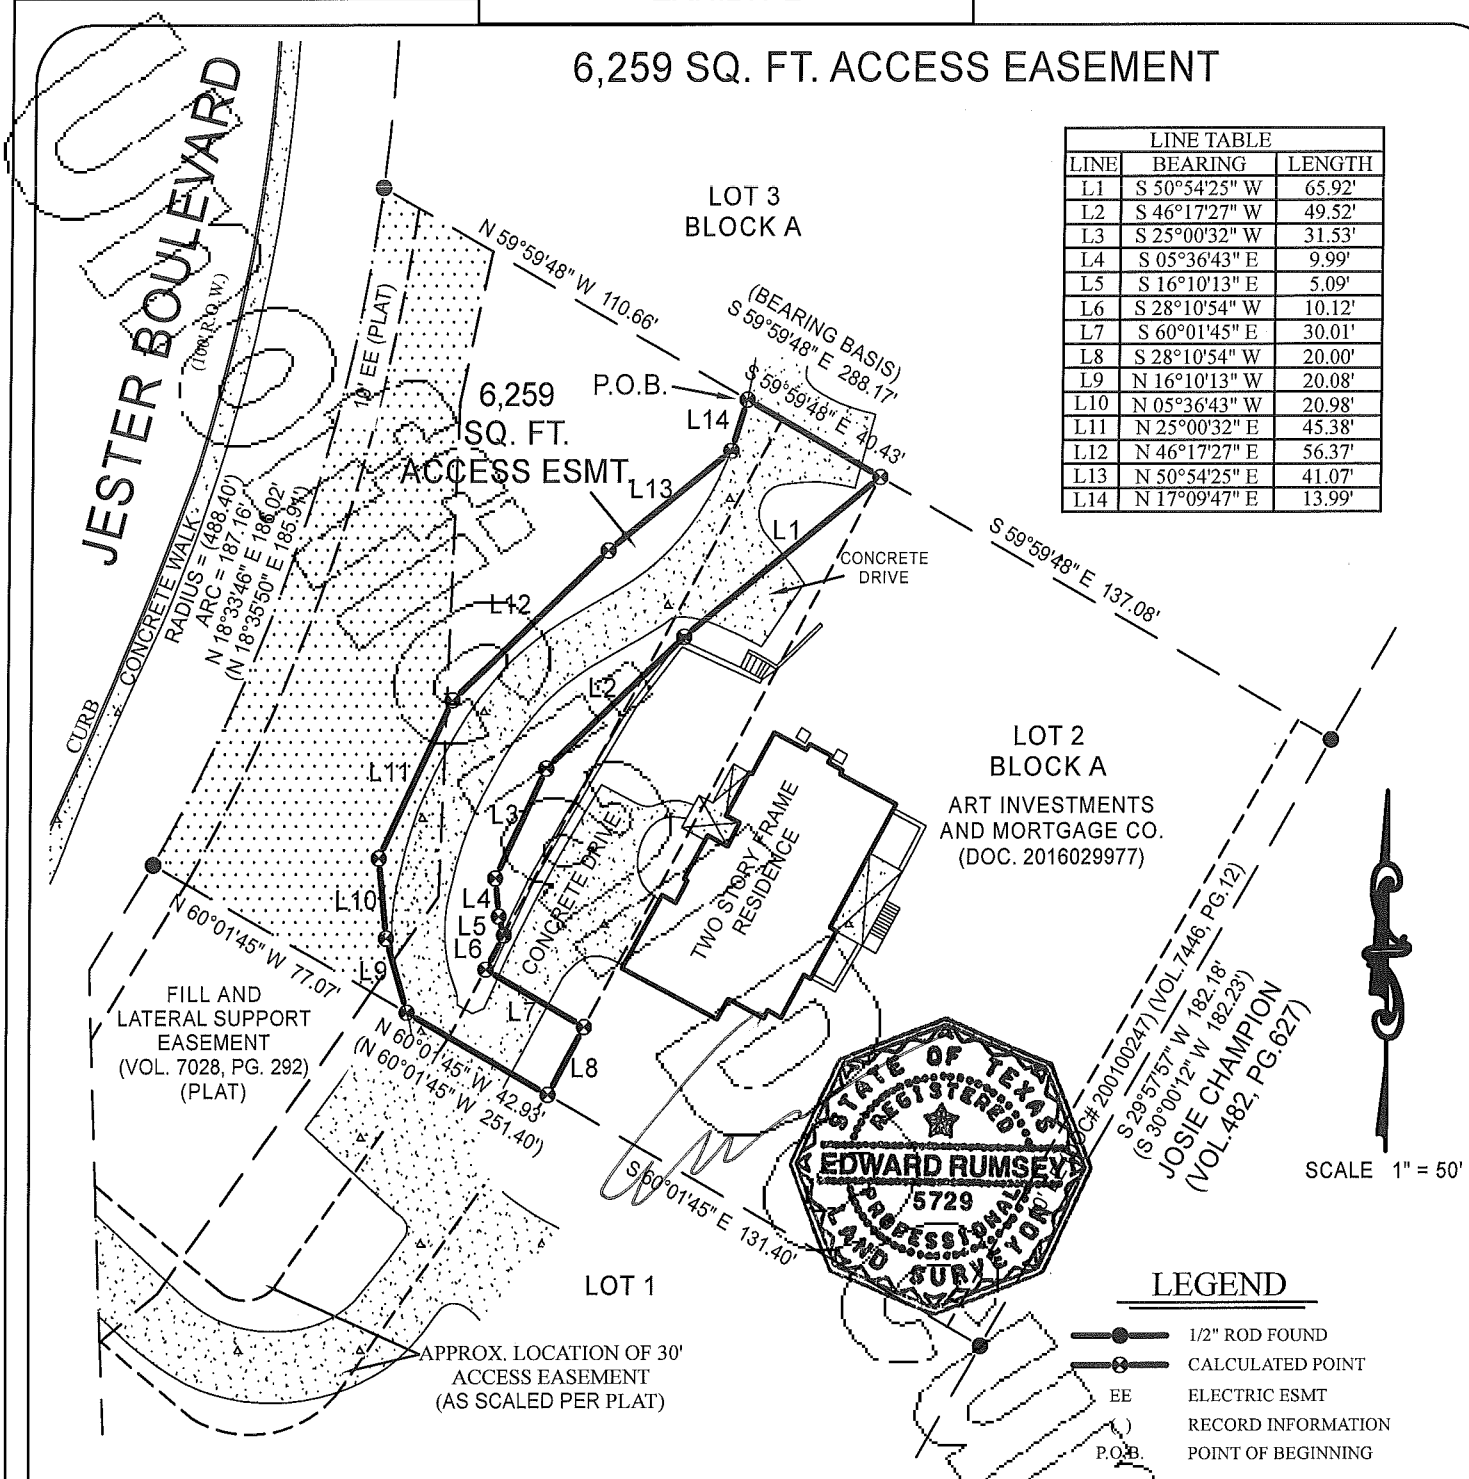 6,259 SQ. FT. ACCESS EASEMENT
LINE TABLE
LINE BEARING LENGTH
L1 S 50°54'25" W 65.92'
L2 S 46°17'27" W 49.52'
L3 S 25°00'32" W 31.53'
L4 S 05°36'43" E 9.99'
L5 S 16°10'13" E 5.09'
L6 S 28°10'54" W 10.12'
L7 S 60°01'45" E 30.01'
L8 S 28°10'54" W 20.00'
L9 N 16°10'13" W 20.08'
L10 N 05°36'43" W 20.98'
L11 N 25°00'32" E 45.38'
L12 N 46°17'27" E 56.37'
L13 N 50°54'25" E 41.07'
L14 N 17°09'47" E 13.99'
JESTER BOULEVARD
(100' R.O.W.)
LOT 3
BLOCK A
N 59°59'48" W 110.66'
(BEARING BASIS)
S 59°59'48" E 288.17'
S 59°59'48" E 40.43'
P.O.B.
10' EE (PLAT)
6,259
SQ. FT.
ACCESS ESMT.
L14
L13
L1
S 59°59'48" E 137.08'
CONCRETE
DRIVE
CURB
CONCRETE WALK
RADIUS = (488.40')
ARC = 187.16'
N 18°33'46" E 186.02'
(N 18°35'50" E 185.91')
L12
L2
L11
L3
LOT 2
BLOCK A
ART INVESTMENTS
AND MORTGAGE CO.
(DOC. 2016029977)
CONCRETE DRIVE
TWO STORY FRAME
RESIDENCE
L10
L4
L5
L6
L9
L7
L8
N 60°01'45" W 77.07'
FILL AND
LATERAL SUPPORT
EASEMENT
(VOL. 7028, PG. 292)
(PLAT)
N 60°01'45" W 42.93'
(N 60°01'45" W 251.40')
S 60°01'45" E 131.40'
C# 2001000247) (VOL.7446, PG.12)
S 29°57'57" W 182.18'
(S 30°00'12" W 182.23')
JOSIE CHAMPION
(VOL.482, PG.627)
STATE OF TEXAS
REGISTERED
EDWARD RUMSEY
5729
PROFESSIONAL
LAND SURVEYOR
SCALE 1" = 50'
LOT 1
APPROX. LOCATION OF 30'
ACCESS EASEMENT
(AS SCALED PER PLAT)
LEGEND
1/2" ROD FOUND
CALCULATED POINT
EE ELECTRIC ESMT
( ) RECORD INFORMATION
P.O.B. POINT OF BEGINNING